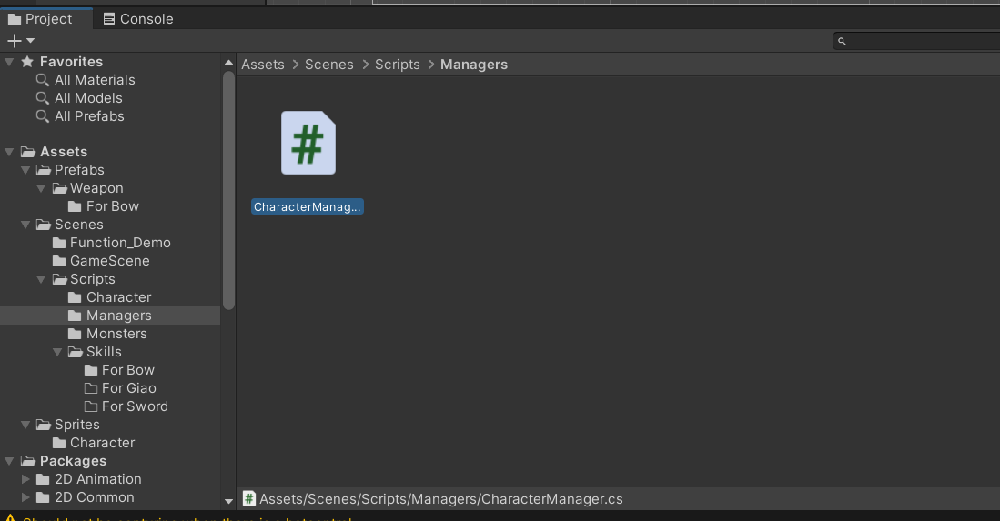 Project
Console
Favorites
All Materials
All Models
All Prefabs
Assets
Prefabs
Weapon
For Bow
Scenes
Function_Demo
GameScene
Scripts
Character
Managers
Monsters
Skills
For Bow
For Giao
For Sword
Sprites
Character
Packages
2D Animation
2D Common
Assets > Scenes > Scripts > Managers
#
CharacterManag...
# Assets/Scenes/Scripts/Managers/CharacterManager.cs